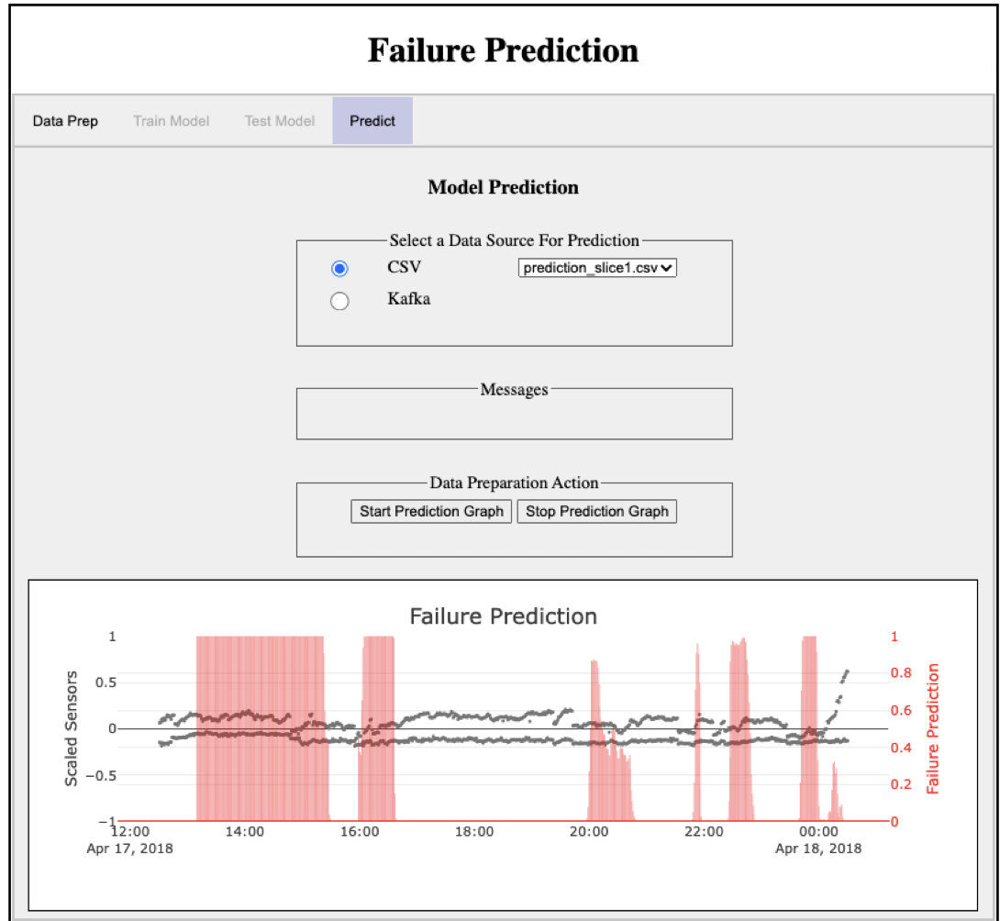 Failure Prediction
Data Prep Train Model Test Model Predict
Model Prediction
Select a Data Source For Prediction
CSV prediction_slice1.csv
Kafka
Messages
Data Preparation Action
Start Prediction Graph Stop Prediction Graph
Failure Prediction
Scaled Sensors
1
0.5
0
−0.5
−1
1
0.8
0.6
0.4
0.2
0
Failure Prediction
12:00 14:00 16:00 18:00 20:00 22:00 00:00
Apr 17, 2018 Apr 18, 2018